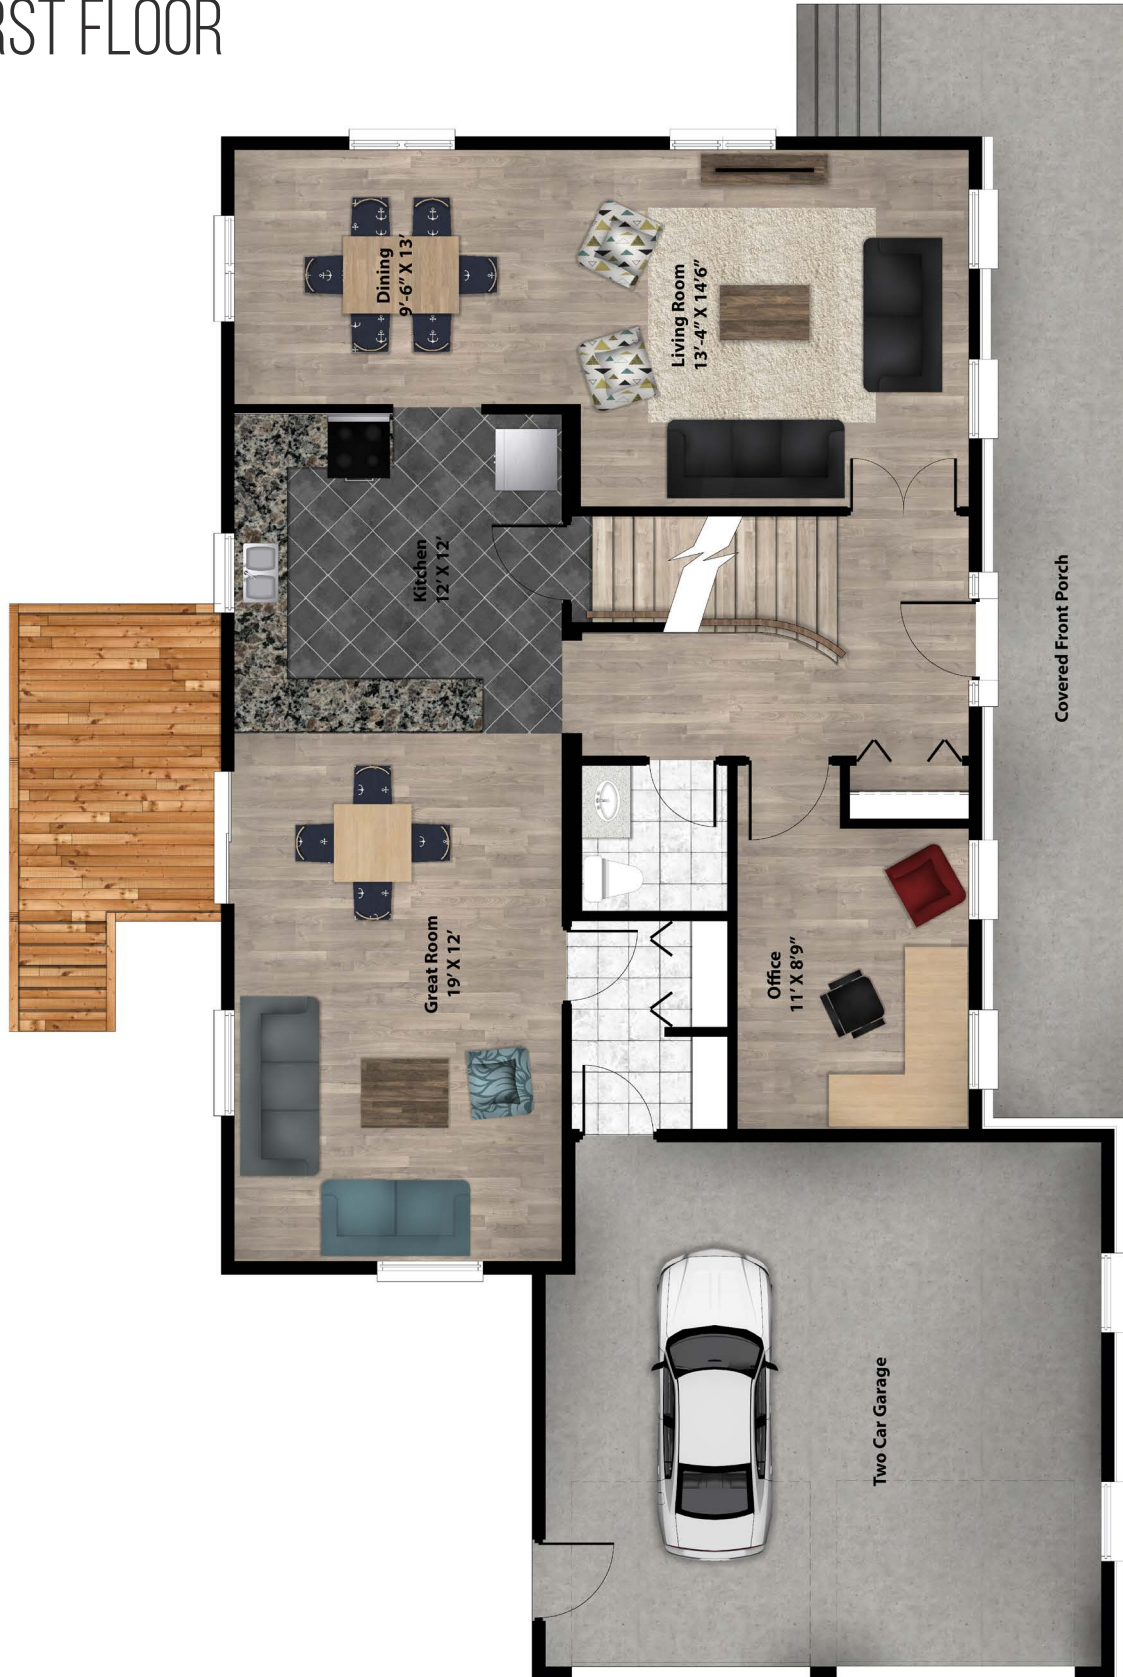 RST FLOOR
Dining
9'-6" X 13'
Living Room
13'-4" X 14'6"
Kitchen
12' X 12'
Covered Front Porch
Great Room
19' X 12'
Office
11' X 8'9"
Two Car Garage